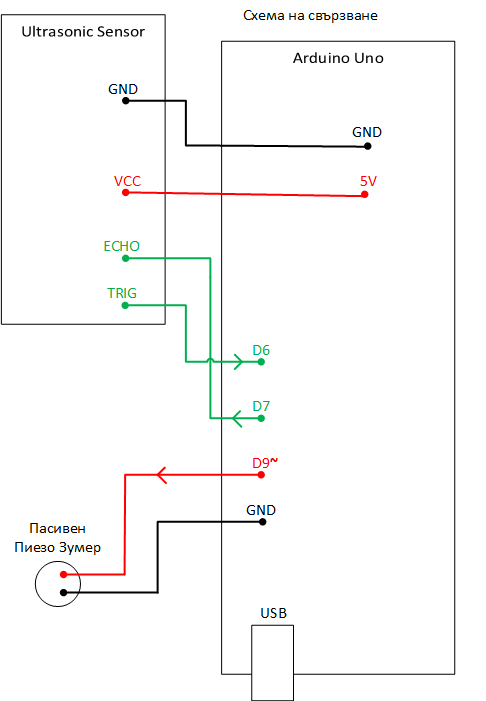 Схема на свързване
Ultrasonic Sensor
Arduino Uno
GND
GND
VCC
5V
ECHO
TRIG
D6
D7
D9~
GND
Пасивен
Пиезо Зумер
USB